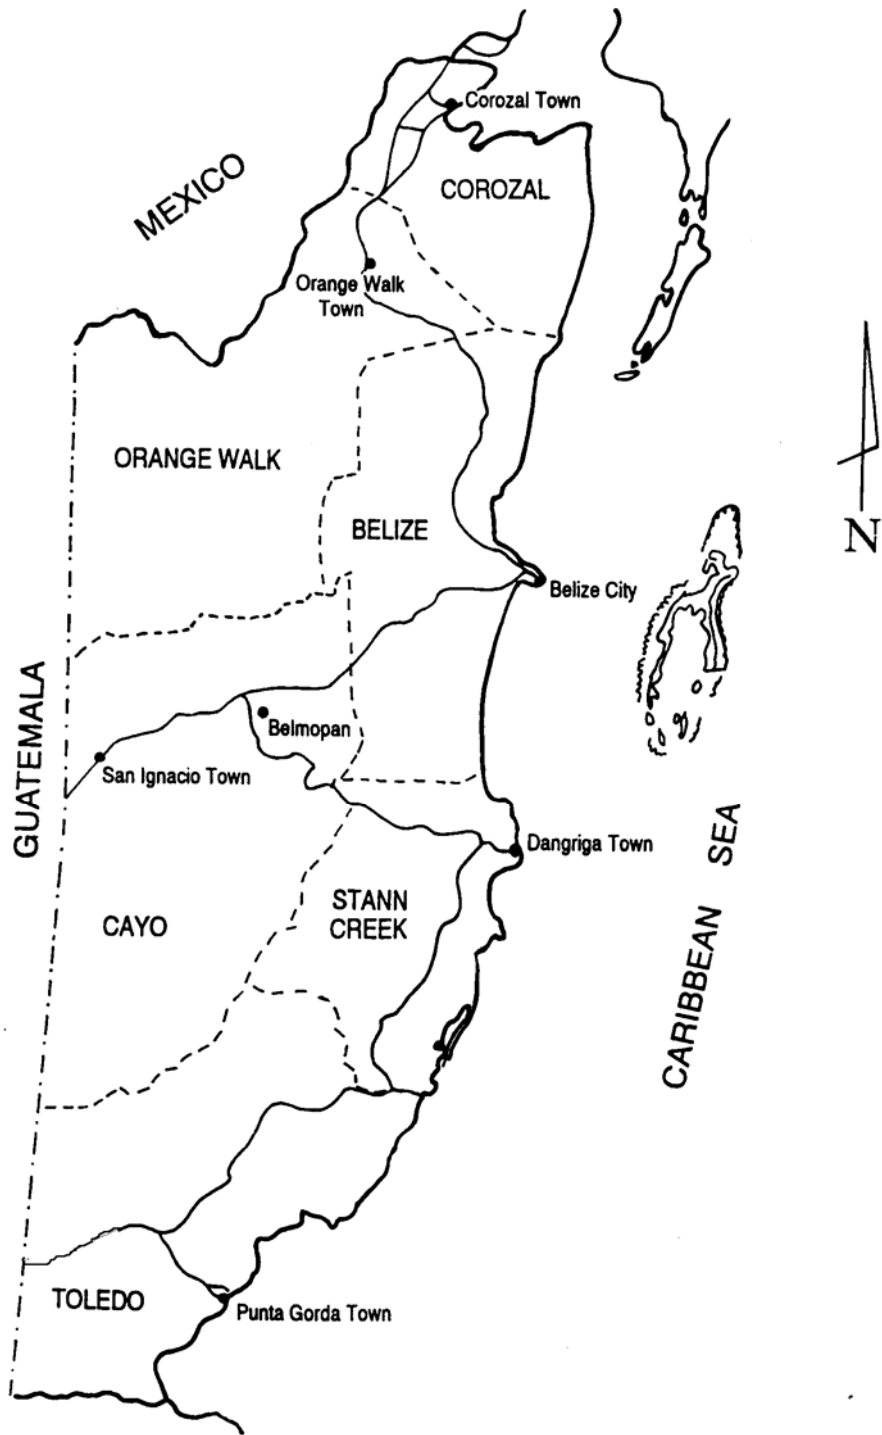 Corozal Town
MEXICO
COROZAL
Orange Walk
Town
ORANGE WALK
BELIZE
N
Belize City
GUATEMALA
Belmopan
San Ignacio Town
CARIBBEAN SEA
Dangriga Town
STANN
CREEK
CAYO
TOLEDO
Punta Gorda Town